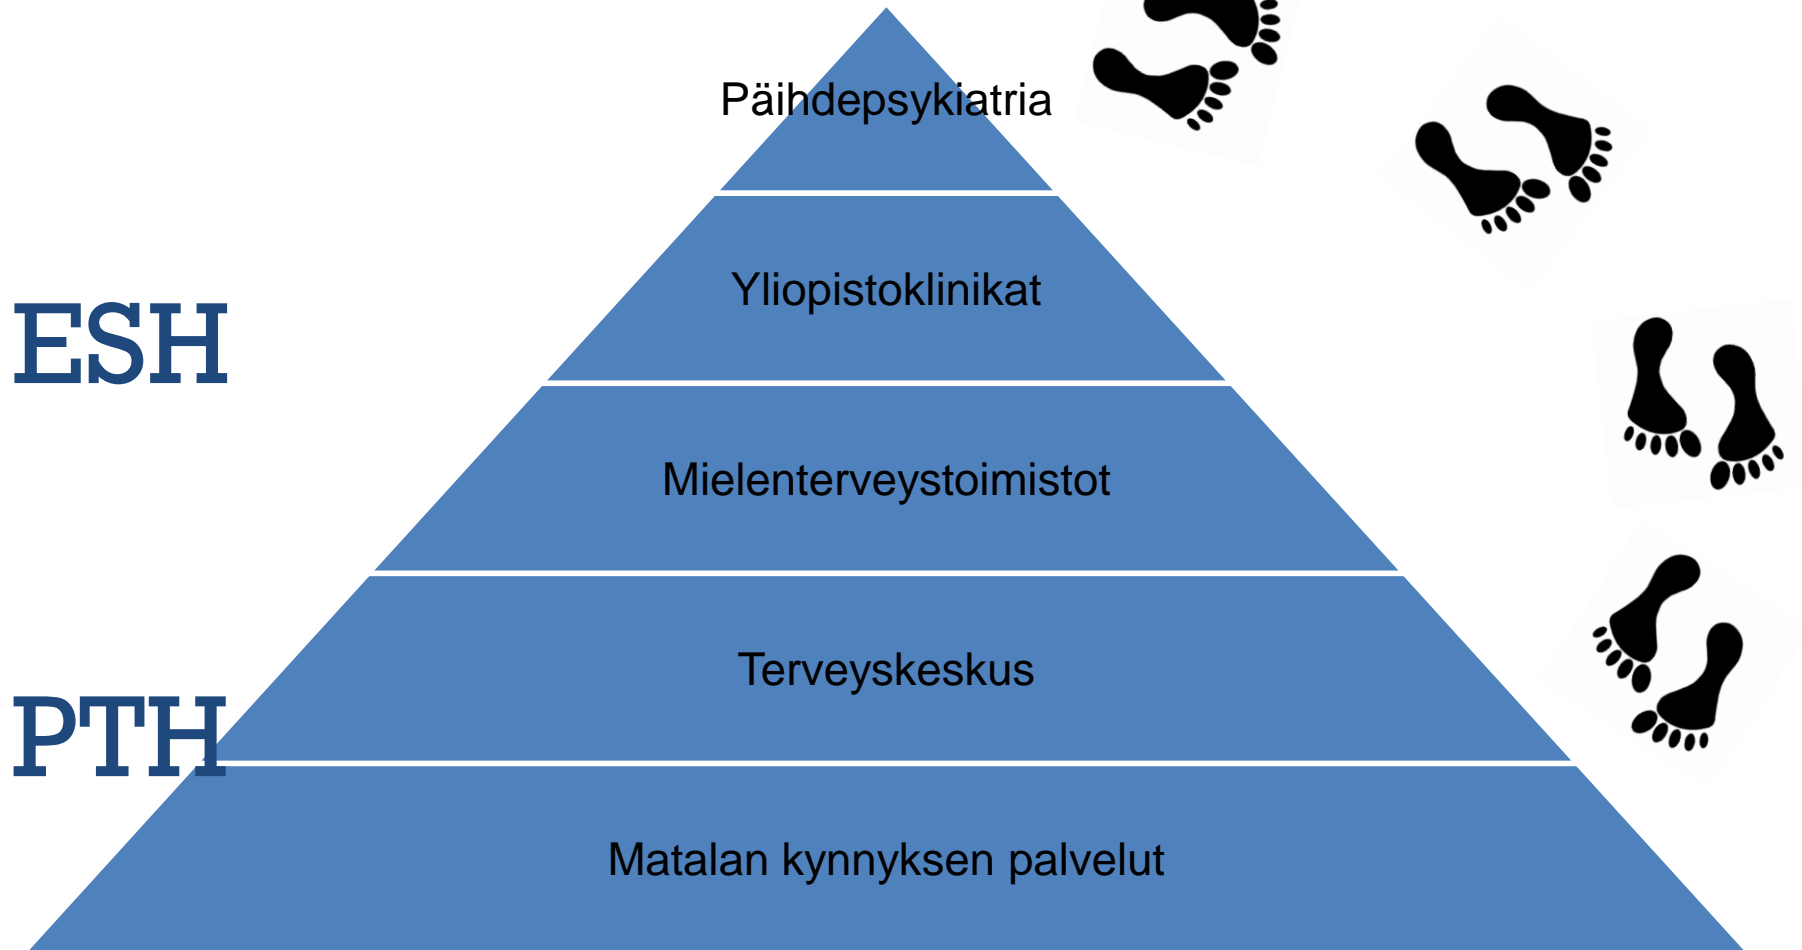 Päihdepsykiatria
Yliopistoklinikat
ESH
Mielenterveystoimistot
Terveyskeskus
PTH
Matalan kynnyksen palvelut